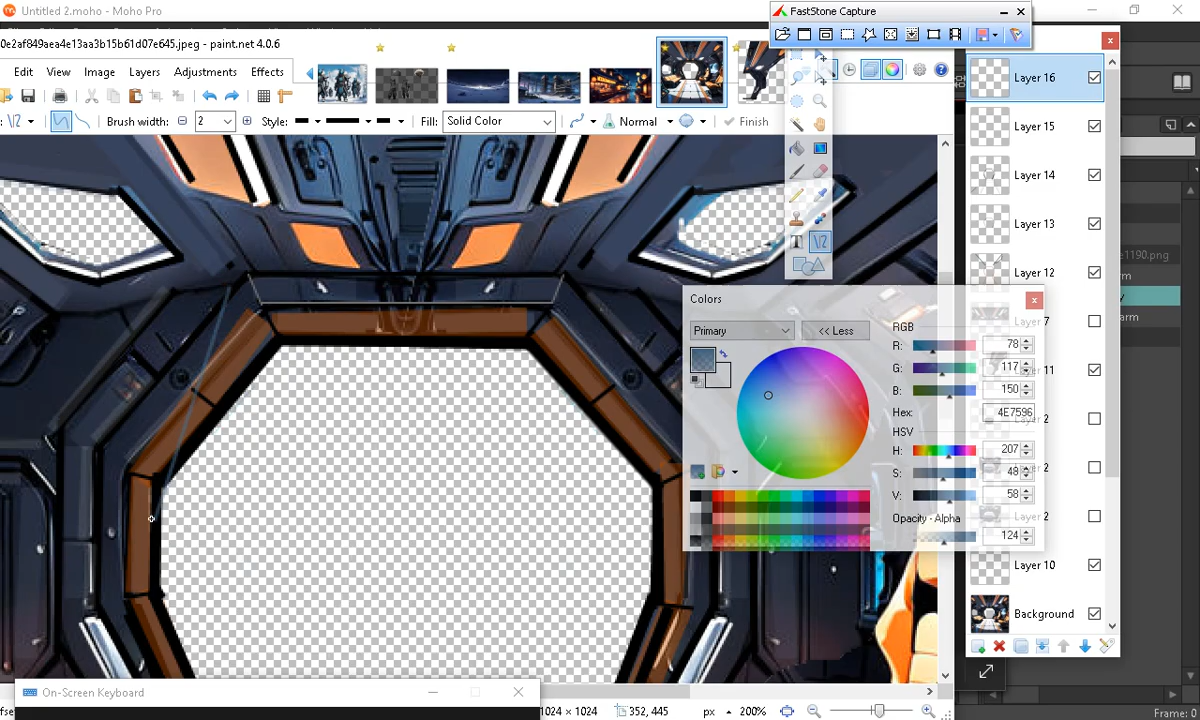 Untitled 2.moho - Moho Pro
FastStone Capture
0e2af849aea4e13aa3b15b61d07e645.jpeg - paint.net 4.0.6
Edit View Image Layers Adjustments Effects
Brush width: 2 Style: Fill: Solid Color Normal Finish
Layer 16
Layer 15
Layer 14
Layer 13
Layer 12
Layer 7
Layer 10
Background
e1190.png
Colors
Primary
<< Less
RGB
R: 78
G: 117
B: 150
Hex: 4E7596
HSV
H: 207
S: 48
V: 58
Opacity - Alpha
124
On-Screen Keyboard
1024 × 1024
352, 445
px
200%
Frame: 0